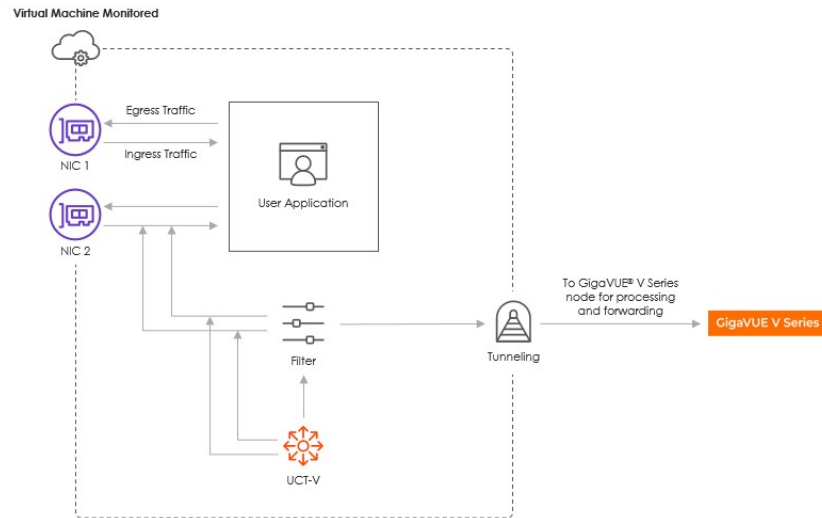 Virtual Machine Monitored
Egress Traffic
Ingress Traffic
NIC 1
User Application
NIC 2
To GigaVUE® V Series
node for processing
and forwarding
GigaVUE V Series
Filter
Tunneling
UCT-V